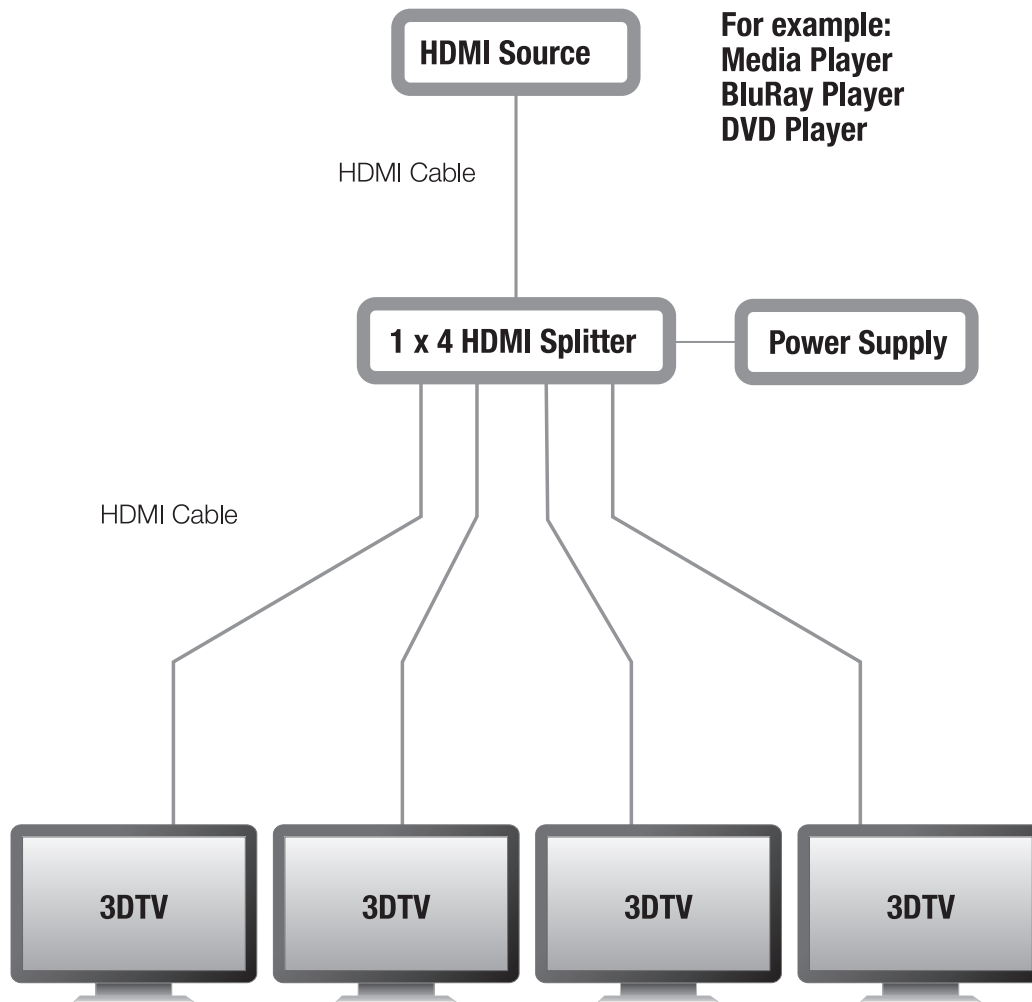 HDMI Source
For example:
Media Player
BluRay Player
DVD Player
HDMI Cable
1 x 4 HDMI Splitter
Power Supply
HDMI Cable
3DTV
3DTV
3DTV
3DTV